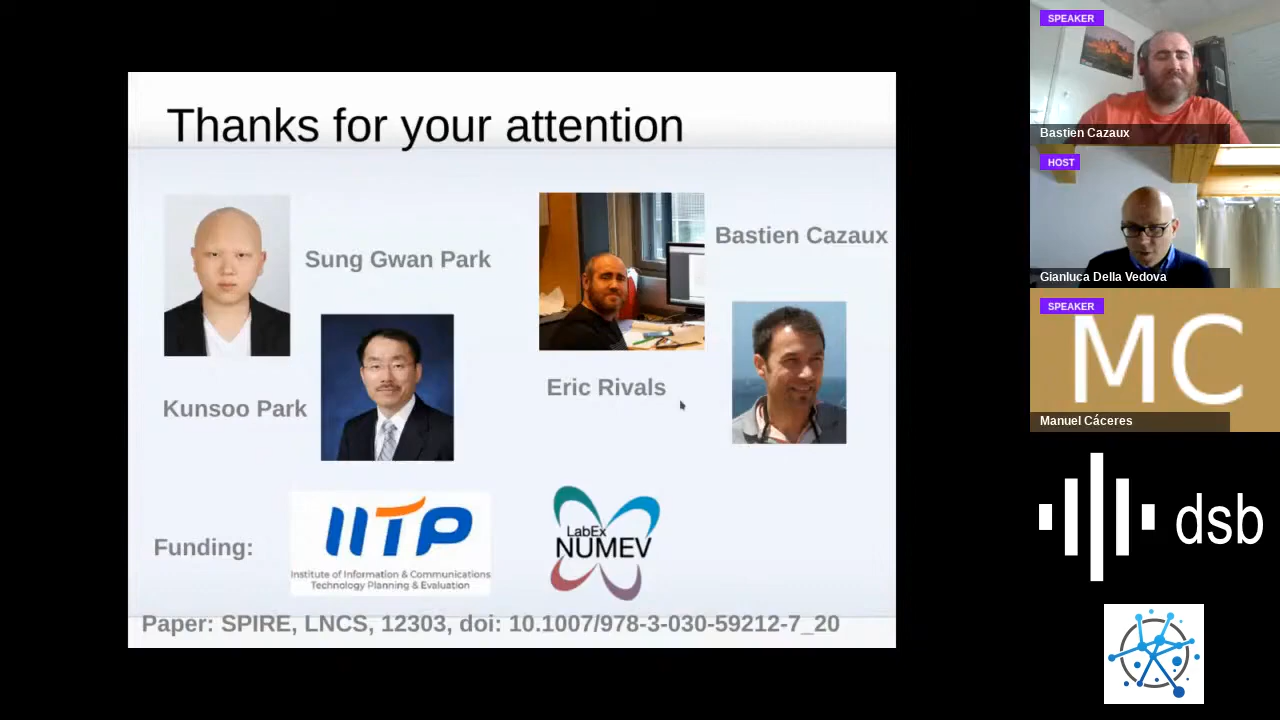 Thanks for your attention
Sung Gwan Park
Bastien Cazaux
Kunsoo Park
Eric Rivals
Funding:
IITP
Institute of Information & Communications
Technology Planning & Evaluation
LabEx
NUMEV
Paper: SPIRE, LNCS, 12303, doi: 10.1007/978-3-030-59212-7_20
SPEAKER
Bastien Cazaux
HOST
Gianluca Della Vedova
SPEAKER
MC
Manuel Cáceres
dsb